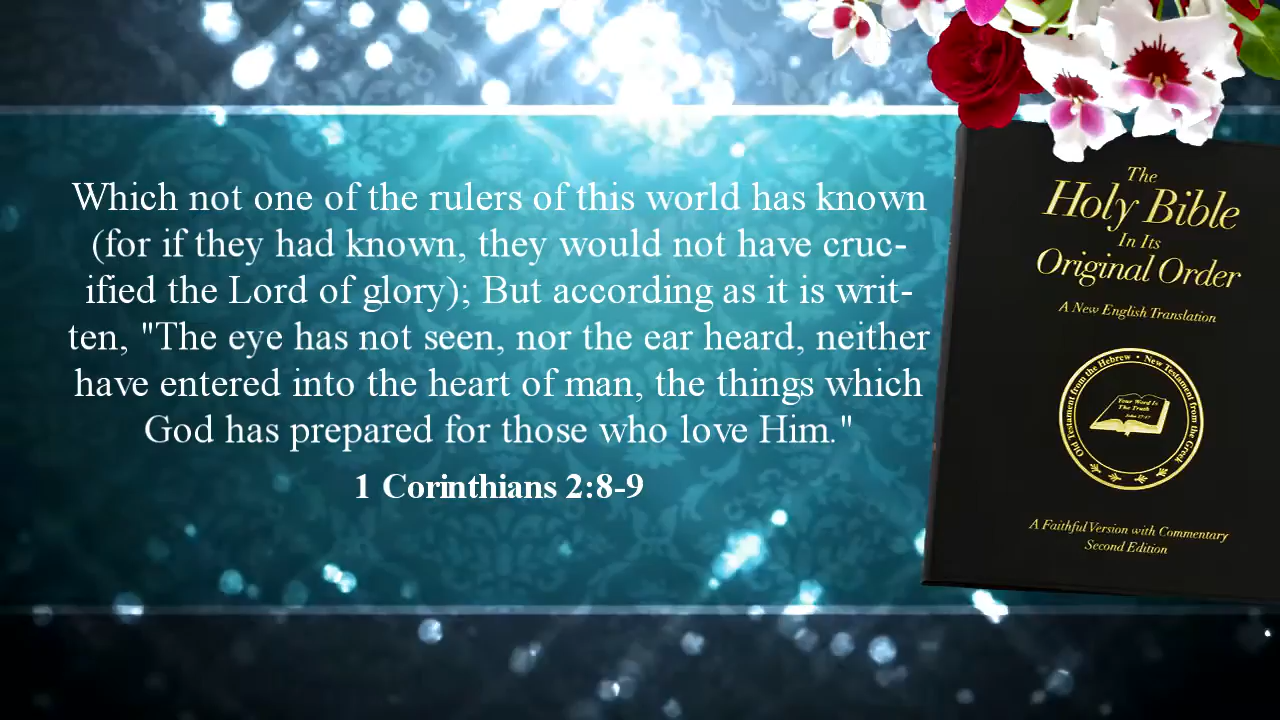 Which not one of the rulers of this world has known
(for if they had known, they would not have cruc-
ified the Lord of glory); But according as it is writ-
ten, "The eye has not seen, nor the ear heard, neither
have entered into the heart of man, the things which
God has prepared for those who love Him."
1 Corinthians 2:8-9
The
Holy Bible
In Its
Original Order
A New English Translation
Old Testament from the Hebrew • New Testament from the Greek
Your Word Is
The Truth
John 17:17
A Faithful Version with Commentary
Second Edition